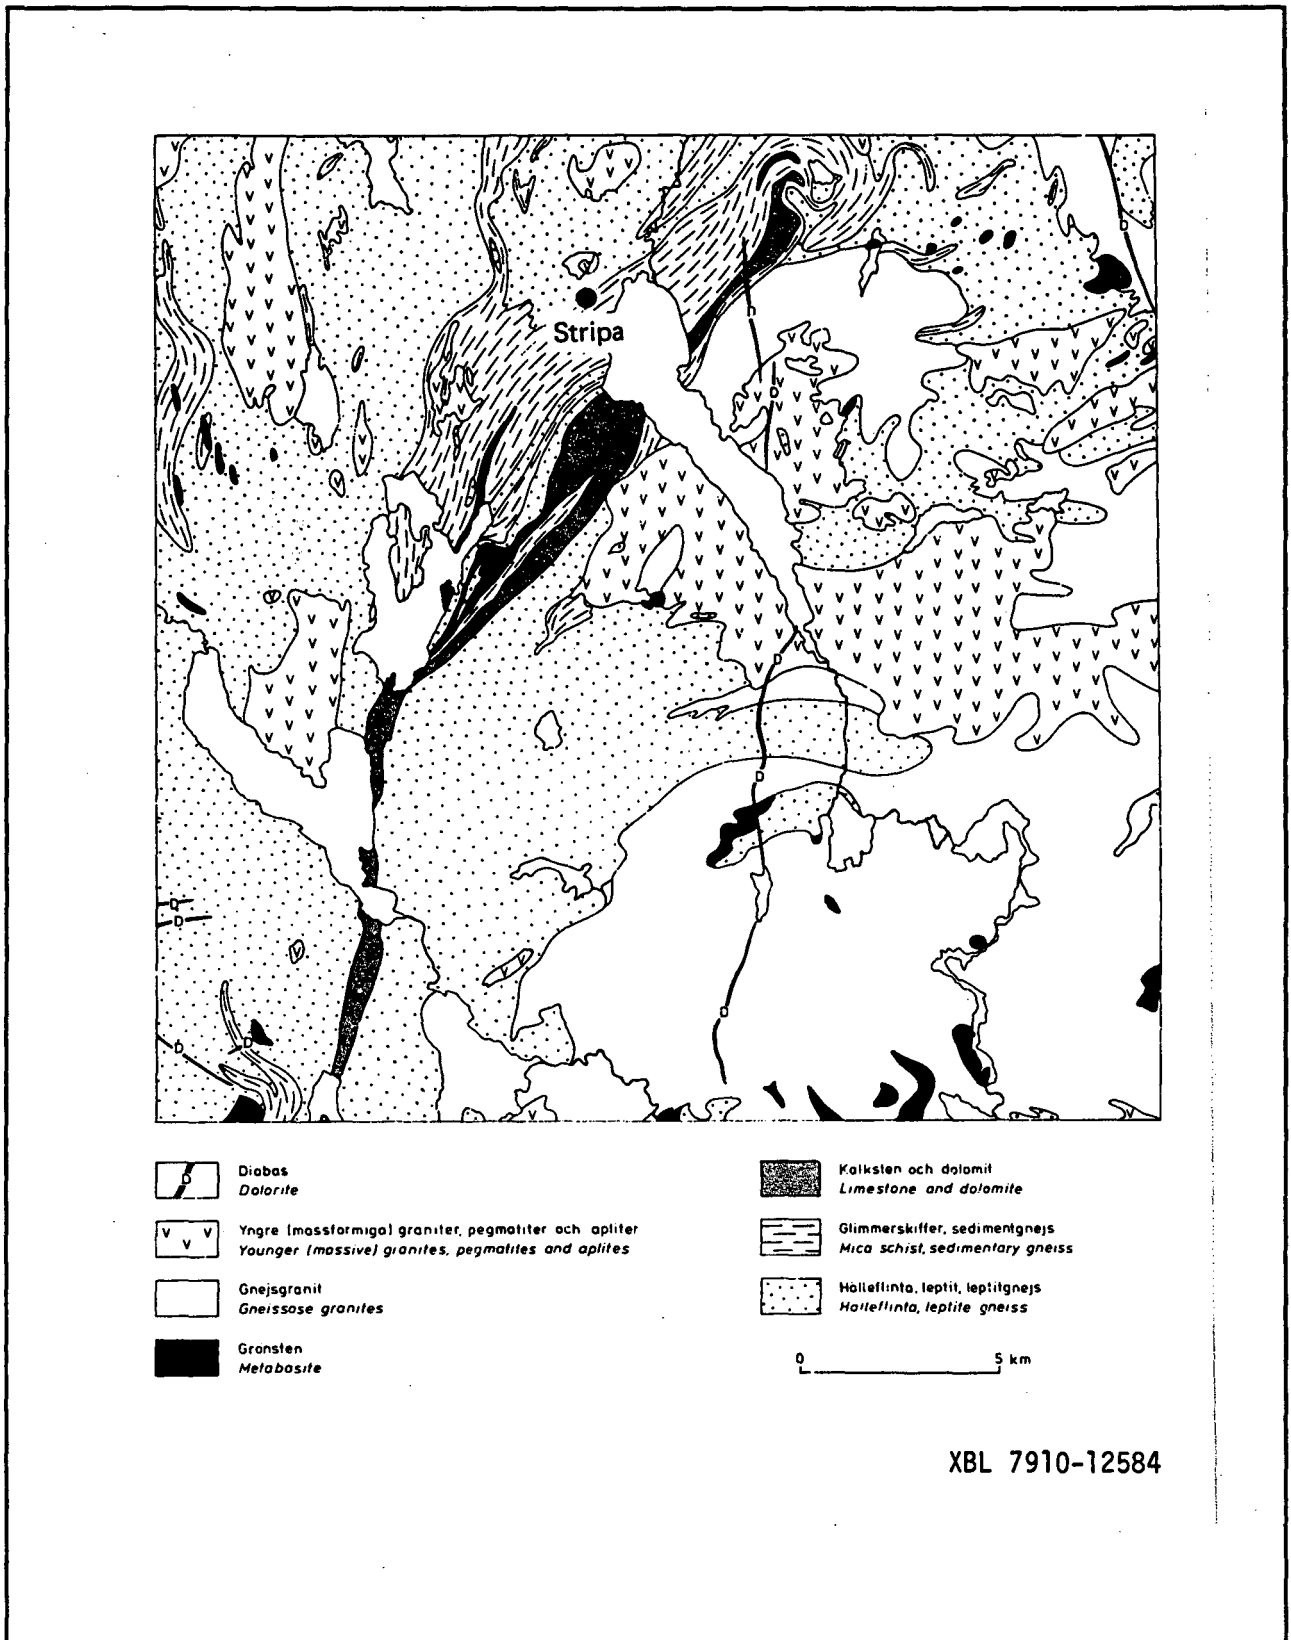 Stripa
Diabas
Dolorite
Yngre (massformiga) graniter, pegmatiter och apliter
Younger (massive) granites, pegmatites and aplites
Gnejsgranit
Gneissose granites
Grönsten
Metabasite
Kalksten och dolomit
Limestone and dolomite
Glimmerskiffer, sedimentgnejs
Mica schist, sedimentary gneiss
Hälleflinta, leptit, leptitgnejs
Hälleflinta, leptite gneiss
0 5 km
XBL 7910-12584